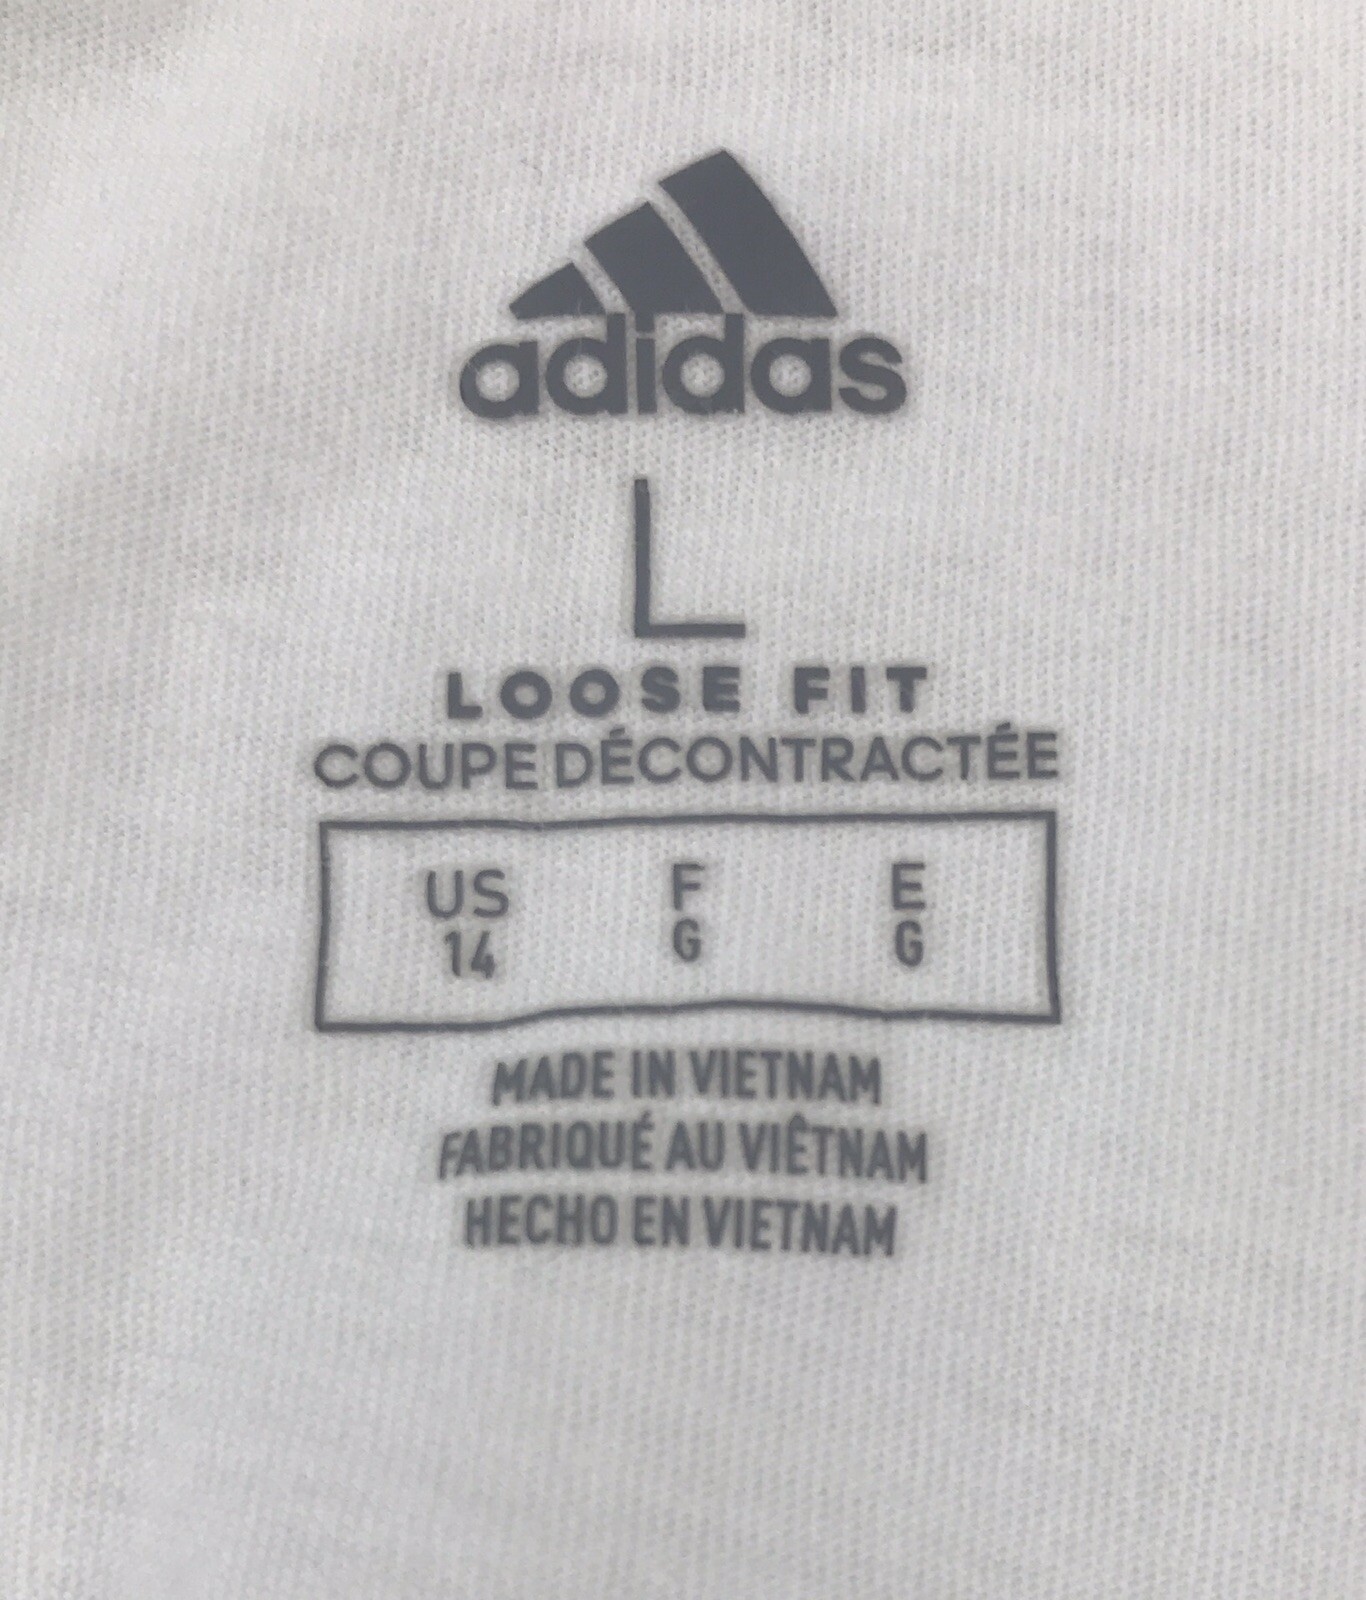 adidas
L
LOOSE FIT
COUPE DÉCONTRACTÉE
US F E
14 G G
MADE IN VIETNAM
FABRIQUÉ AU VIÊTNAM
HECHO EN VIETNAM